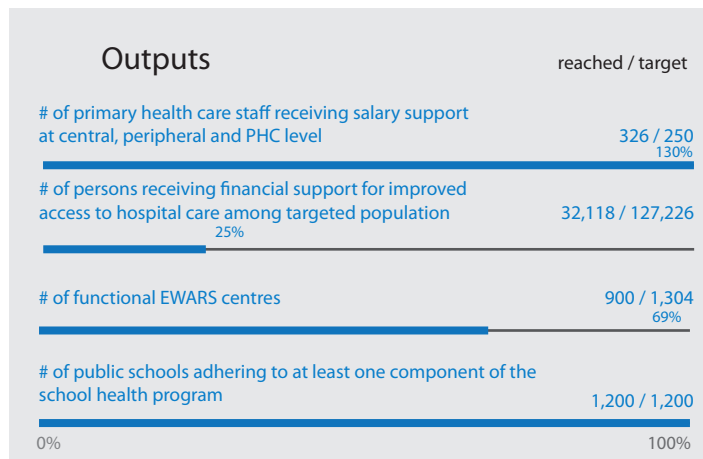 Outputs
reached / target
# of primary health care staff receiving salary support
at central, peripheral and PHC level
326 / 250
130%
# of persons receiving financial support for improved
access to hospital care among targeted population
32,118 / 127,226
25%
# of functional EWARS centres
900 / 1,304
69%
# of public schools adhering to at least one component of the
school health program
1,200 / 1,200
0%
100%